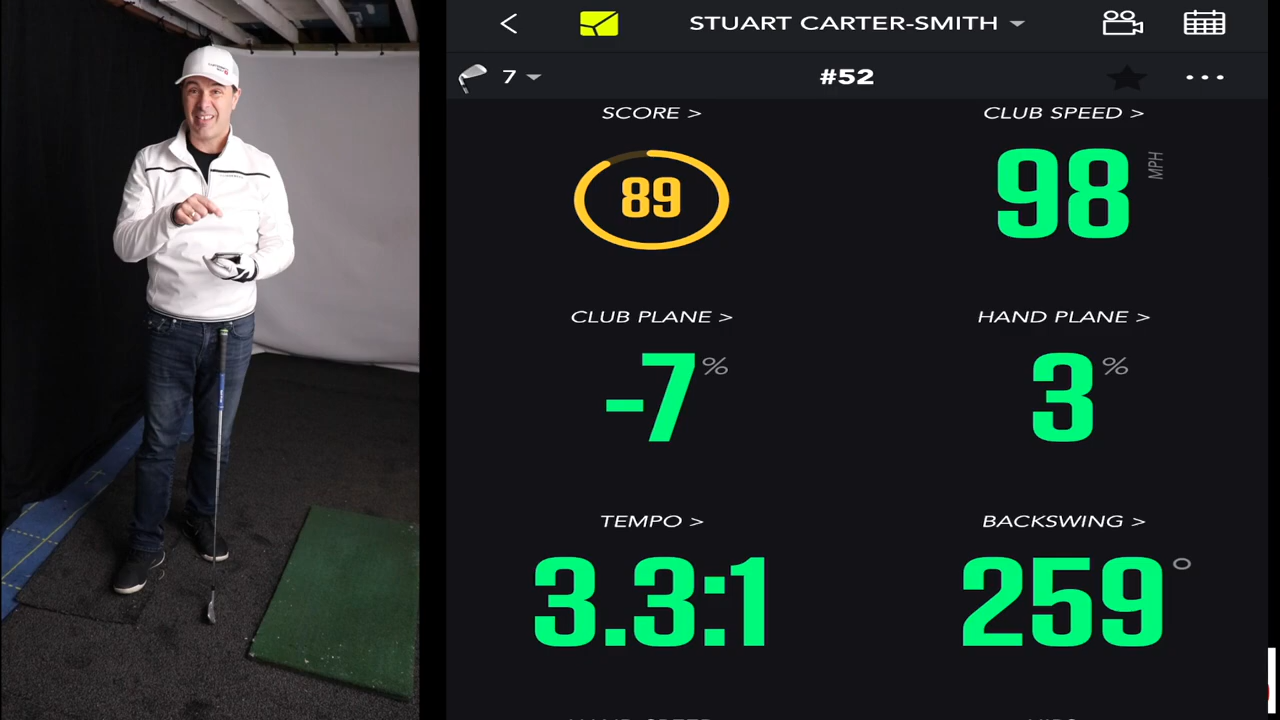 STUART CARTER-SMITH
7
#52
SCORE >
CLUB SPEED >
89
98 MPH
CLUB PLANE >
HAND PLANE >
-7%
3%
TEMPO >
BACKSWING >
3.3:1
259°